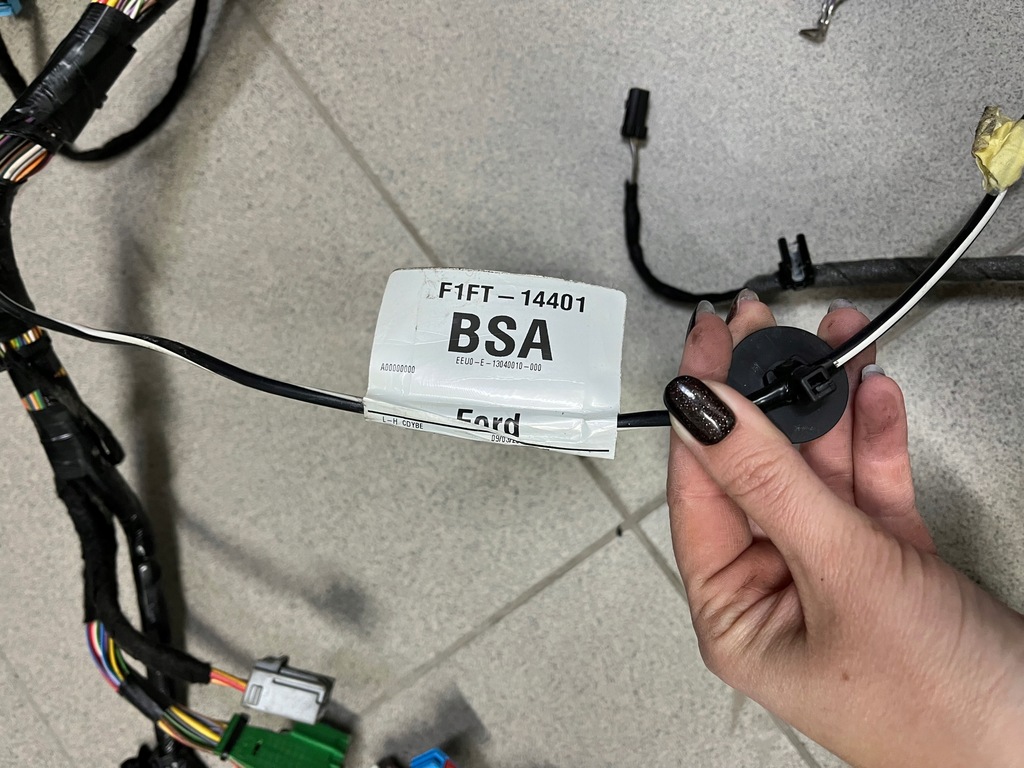 F1FT-14401
BSA
EEU0-E-13040010-000
A00000000
Ford
L-H CDYBE